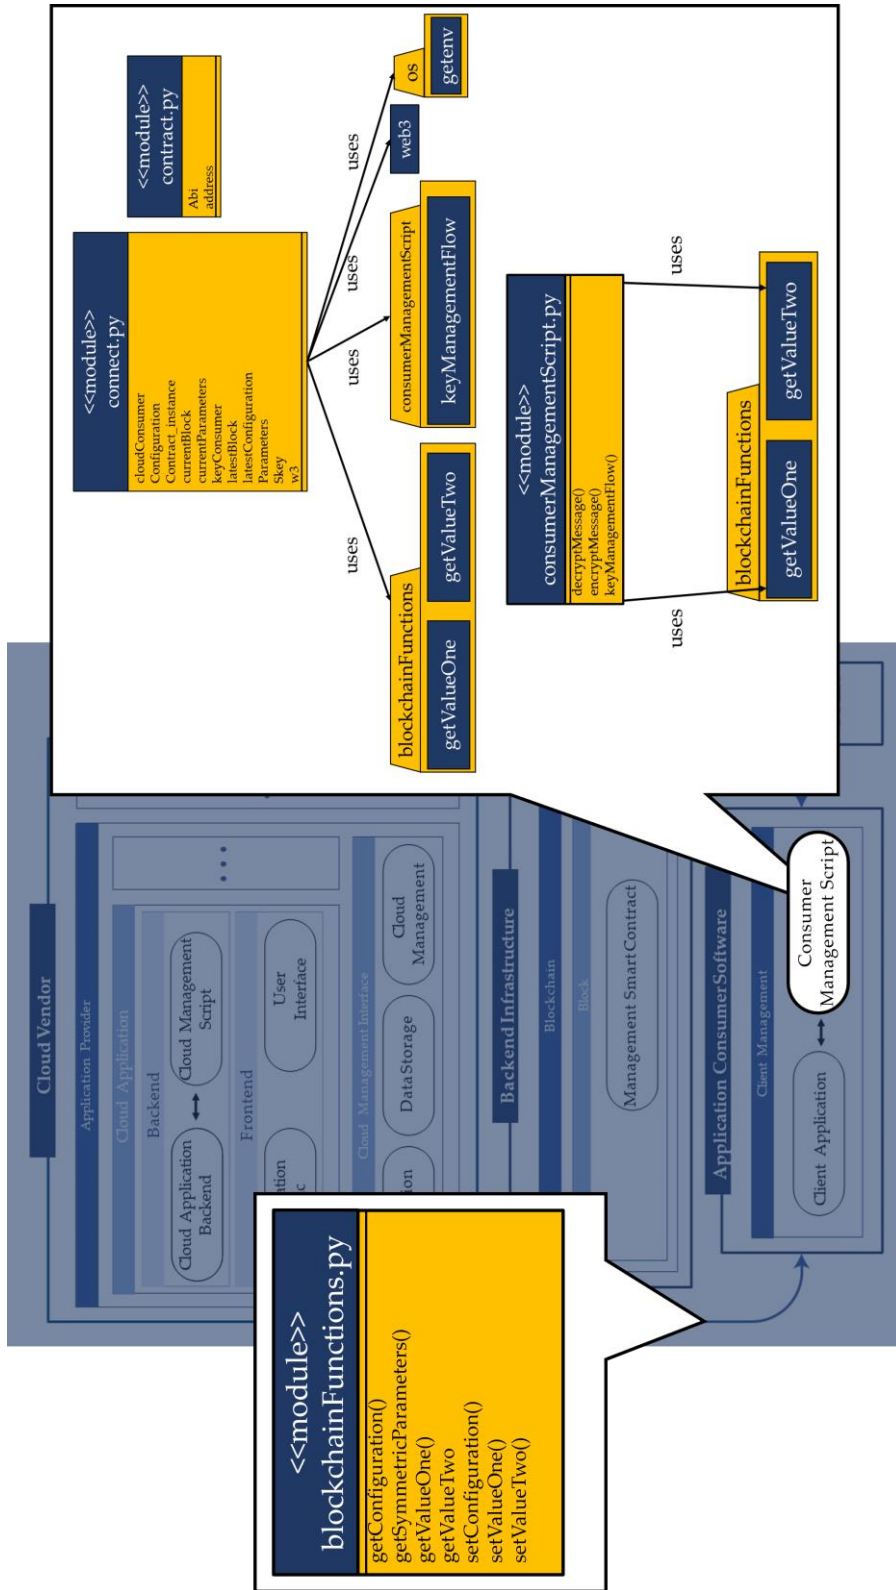 <<module>>
blockchainFunctions.py
getConfiguration()
getSymmetricParameters()
getValueOne()
getValueTwo
setConfiguration()
setValueOne()
setValueTwo()
Cloud Vendor
Application Provider
Cloud Application
Backend
Cloud Application
Backend
Cloud Management
Script
Frontend
User
Interface
Cloud Management Interface
Data Storage
Cloud
Management
Backend Infrastructure
Blockchain
Block
Management Smart Contract
Application Consumer Software
Client Management
Client Application
Consumer
Management Script
<<module>>
connect.py
cloudConsumer
Configuration
Contract_instance
currentBlock
currentParameters
keyConsumer
latestBlock
latestConfiguration
Parameters
Skey
w3
<<module>>
contract.py
Abi
address
uses
uses
uses
uses
blockchainFunctions
getValueOne
getValueTwo
consumerManagementScript
keyManagementFlow
web3
os
getenv
<<module>>
consumerManagementScript.py
decryptMessage()
encryptMessage()
keyManagementFlow()
uses
uses
blockchainFunctions
getValueOne
getValueTwo